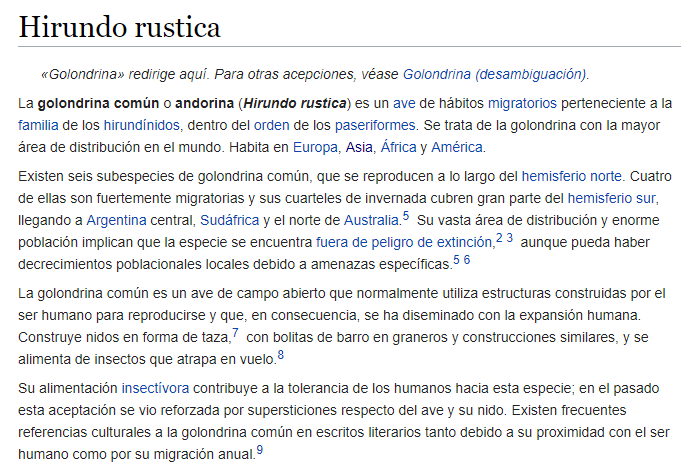 Hirundo rustica
«Golondrina» redirige aquí. Para otras acepciones, véase Golondrina (desambiguación).
La golondrina común o andorina (Hirundo rustica) es un ave de hábitos migratorios perteneciente a la
familia de los hirundínidos, dentro del orden de los paseriformes. Se trata de la golondrina con la mayor
área de distribución en el mundo. Habita en Europa, Asia, África y América.
Existen seis subespecies de golondrina común, que se reproducen a lo largo del hemisferio norte. Cuatro
de ellas son fuertemente migratorias y sus cuarteles de invernada cubren gran parte del hemisferio sur,
llegando a Argentina central, Sudáfrica y el norte de Australia.5 Su vasta área de distribución y enorme
población implican que la especie se encuentra fuera de peligro de extinción,2 3 aunque pueda haber
decrecimientos poblacionales locales debido a amenazas específicas.5 6
La golondrina común es un ave de campo abierto que normalmente utiliza estructuras construidas por el
ser humano para reproducirse y que, en consecuencia, se ha diseminado con la expansión humana.
Construye nidos en forma de taza,7 con bolitas de barro en graneros y construcciones similares, y se
alimenta de insectos que atrapa en vuelo.8
Su alimentación insectívora contribuye a la tolerancia de los humanos hacia esta especie; en el pasado
esta aceptación se vio reforzada por supersticiones respecto del ave y su nido. Existen frecuentes
referencias culturales a la golondrina común en escritos literarios tanto debido a su proximidad con el ser
humano como por su migración anual.9